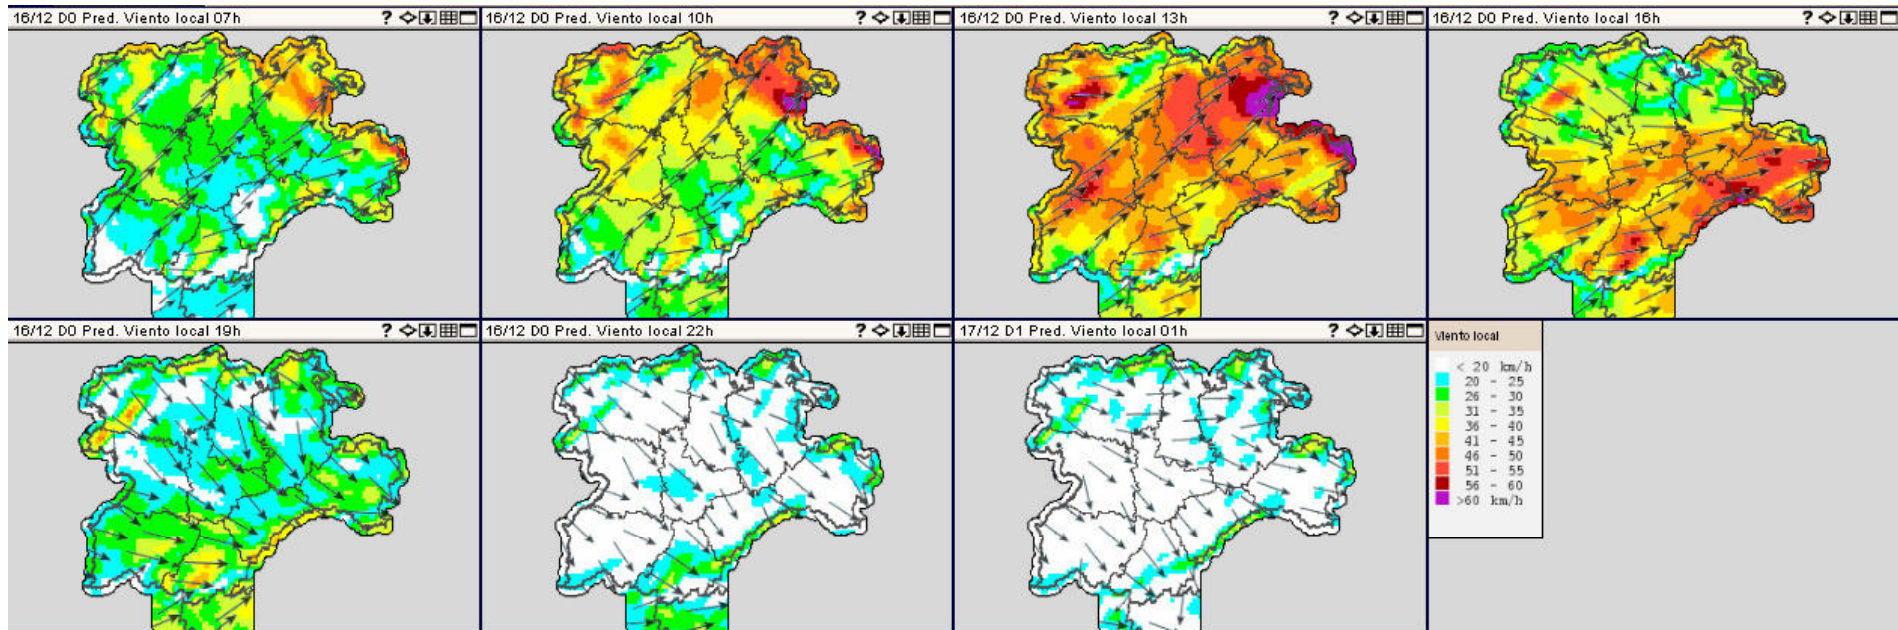 16/12 D0 Pred. Viento local 07h ?
16/12 D0 Pred. Viento local 10h ?
16/12 D0 Pred. Viento local 13h ?
16/12 D0 Pred. Viento local 16h ?
16/12 D0 Pred. Viento local 19h ?
16/12 D0 Pred. Viento local 22h ?
17/12 D1 Pred. Viento local 01h ?
Viento local
< 20 km/h
20 - 25
26 - 30
31 - 35
36 - 40
41 - 45
46 - 50
51 - 55
56 - 60
>60 km/h